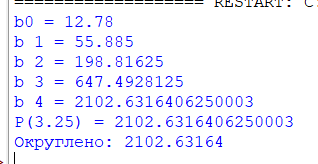 ==================== RESTART: C:
b0 = 12.78
b 1 = 55.885
b 2 = 198.81625
b 3 = 647.4928125
b 4 = 2102.6316406250003
P(3.25) = 2102.6316406250003
Округлено: 2102.63164